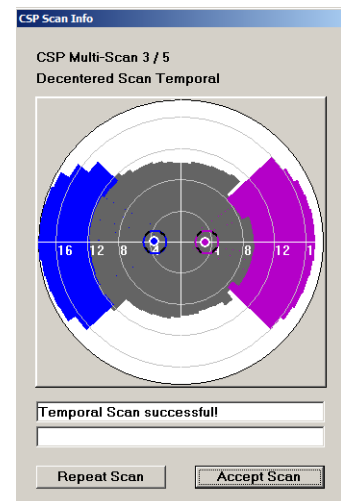 CSP Scan Info
CSP Multi-Scan 3 / 5
Decentered Scan Temporal
16 12 8 4 8 12 1
Temporal Scan successful!
Repeat Scan Accept Scan